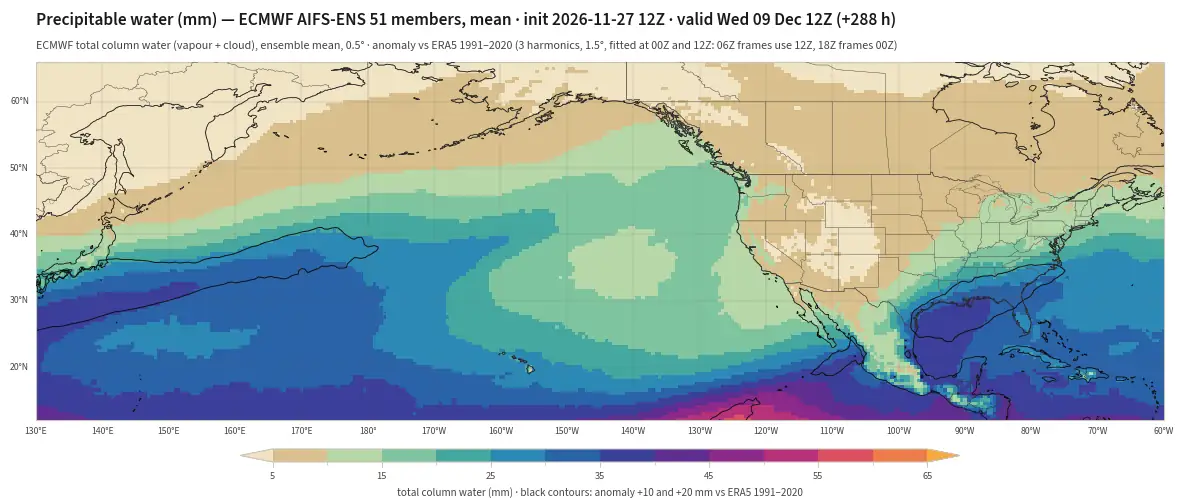 Precipitable water (mm) — ECMWF AIFS-ENS 51 members, mean · init 2026-11-27 12Z · valid Wed 09 Dec 12Z (+288 h)
ECMWF total column water (vapour + cloud), ensemble mean, 0.5° · anomaly vs ERA5 1991–2020 (3 harmonics, 1.5°, fitted at 00Z and 12Z: 06Z frames use 12Z, 18Z frames 00Z)
60°N
50°N
40°N
30°N
20°N
130°E 140°E 150°E 160°E 170°E 180° 170°W 160°W 150°W 140°W 130°W 120°W 110°W 100°W 90°W 80°W 70°W 60°W
5 15 25 35 45 55 65
total column water (mm) · black contours: anomaly +10 and +20 mm vs ERA5 1991–2020